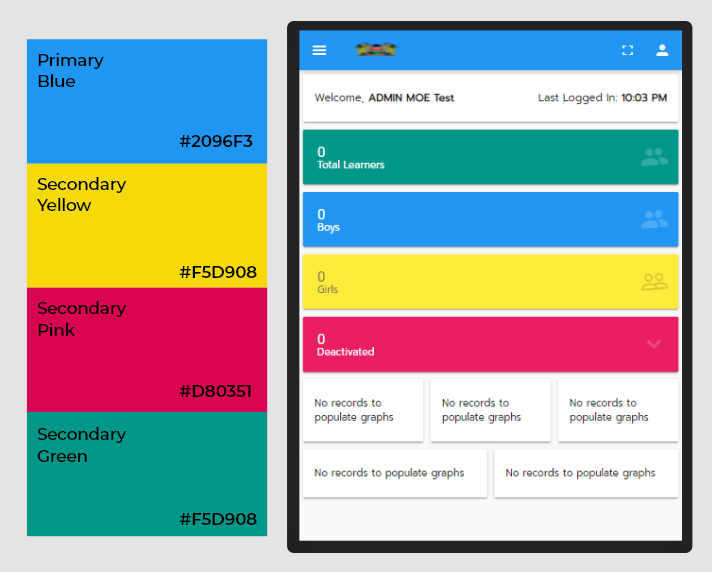 Primary
Blue
#2096F3
Secondary
Yellow
#F5D908
Secondary
Pink
#D80351
Secondary
Green
#F5D908
Welcome, ADMIN MOE Test
Last Logged In: 10:03 PM
0
Total Learners
0
Boys
0
Girls
0
Deactivated
No records to
populate graphs
No records to
populate graphs
No records to
populate graphs
No records to populate graphs
No records to populate graphs